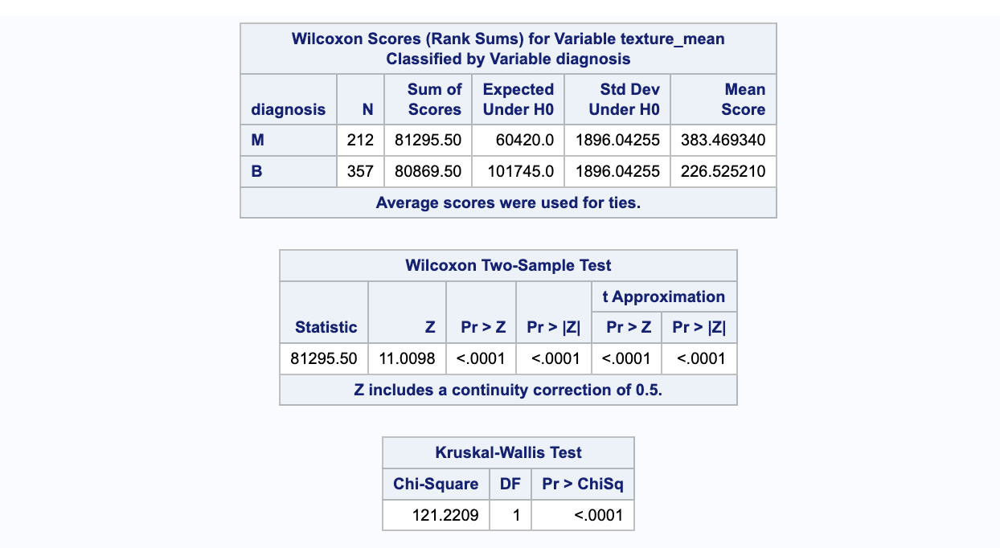 Wilcoxon Scores (Rank Sums) for Variable texture_mean
Classified by Variable diagnosis
diagnosis N Sum of Scores Expected Under H0 Std Dev Under H0 Mean Score
M 212 81295.50 60420.0 1896.04255 383.469340
B 357 80869.50 101745.0 1896.04255 226.525210
Average scores were used for ties.
Wilcoxon Two-Sample Test
t Approximation
Statistic Z Pr > Z Pr > |Z| Pr > Z Pr > |Z|
81295.50 11.0098 <.0001 <.0001 <.0001 <.0001
Z includes a continuity correction of 0.5.
Kruskal-Wallis Test
Chi-Square DF Pr > ChiSq
121.2209 1 <.0001